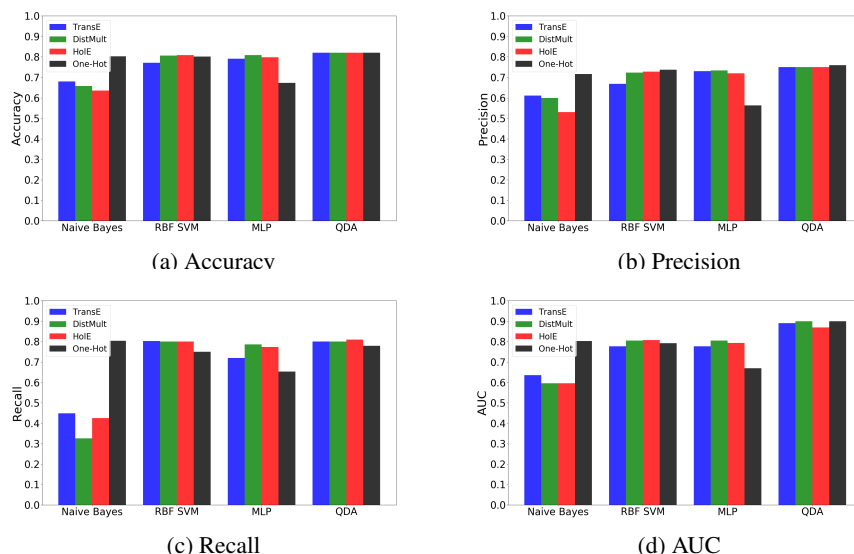 1.0
0.9
0.8
0.7
0.6
0.5
0.4
0.3
0.2
0.1
0.0
Accuracy
TransE
DistMult
HolE
One-Hot
Naive Bayes RBF SVM MLP QDA
(a) Accuracy
1.0
0.9
0.8
0.7
0.6
0.5
0.4
0.3
0.2
0.1
0.0
Precision
TransE
DistMult
HolE
One-Hot
Naive Bayes RBF SVM MLP QDA
(b) Precision
1.0
0.9
0.8
0.7
0.6
0.5
0.4
0.3
0.2
0.1
0.0
Recall
TransE
DistMult
HolE
One-Hot
Naive Bayes RBF SVM MLP QDA
(c) Recall
1.0
0.9
0.8
0.7
0.6
0.5
0.4
0.3
0.2
0.1
0.0
AUC
TransE
DistMult
HolE
One-Hot
Naive Bayes RBF SVM MLP QDA
(d) AUC